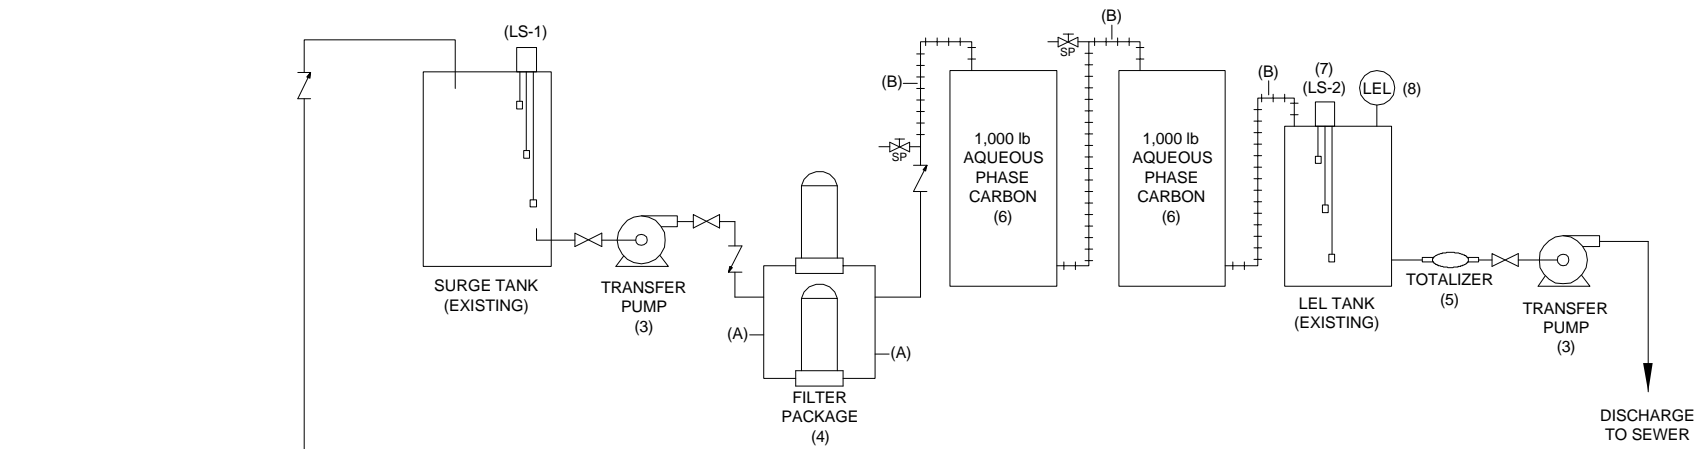 (LS-1)
SURGE TANK
(EXISTING)
TRANSFER
PUMP
(3)
(A)
(A)
FILTER
PACKAGE
(4)
(B)
SP
1,000 lb
AQUEOUS
PHASE
CARBON
(6)
SP
(B)
1,000 lb
AQUEOUS
PHASE
CARBON
(6)
(B)
(7)
(LS-2)
LEL
(8)
LEL TANK
(EXISTING)
TOTALIZER
(5)
TRANSFER
PUMP
(3)
DISCHARGE
TO SEWER